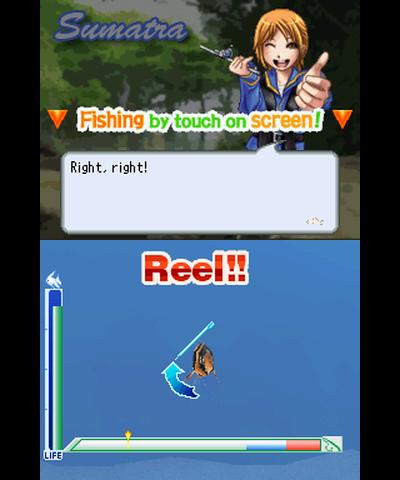 Sumatra
Fishing by touch on screen!
Right, right!
Reel!!
LIFE